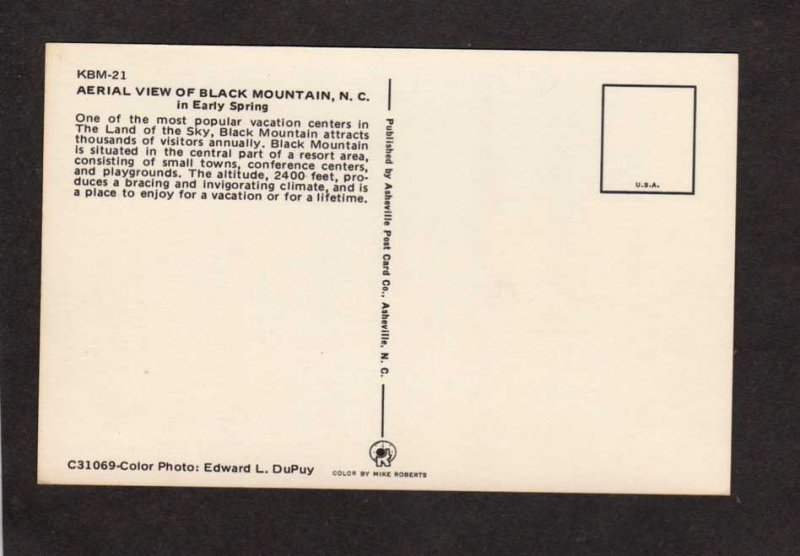 KBM-21
AERIAL VIEW OF BLACK MOUNTAIN, N. C.
in Early Spring
One of the most popular vacation centers in
The Land of the Sky, Black Mountain attracts
thousands of visitors annually. Black Mountain
is situated in the central part of a resort area,
consisting of small towns, conference centers,
and playgrounds. The altitude, 2400 feet, pro-
duces a bracing and invigorating climate, and is
a place to enjoy for a vacation or for a lifetime.
Published by Asheville Post Card Co., Asheville, N. C.
U.S.A.
C31069-Color Photo: Edward L. DuPuy
COLOR BY MIKE ROBERTS